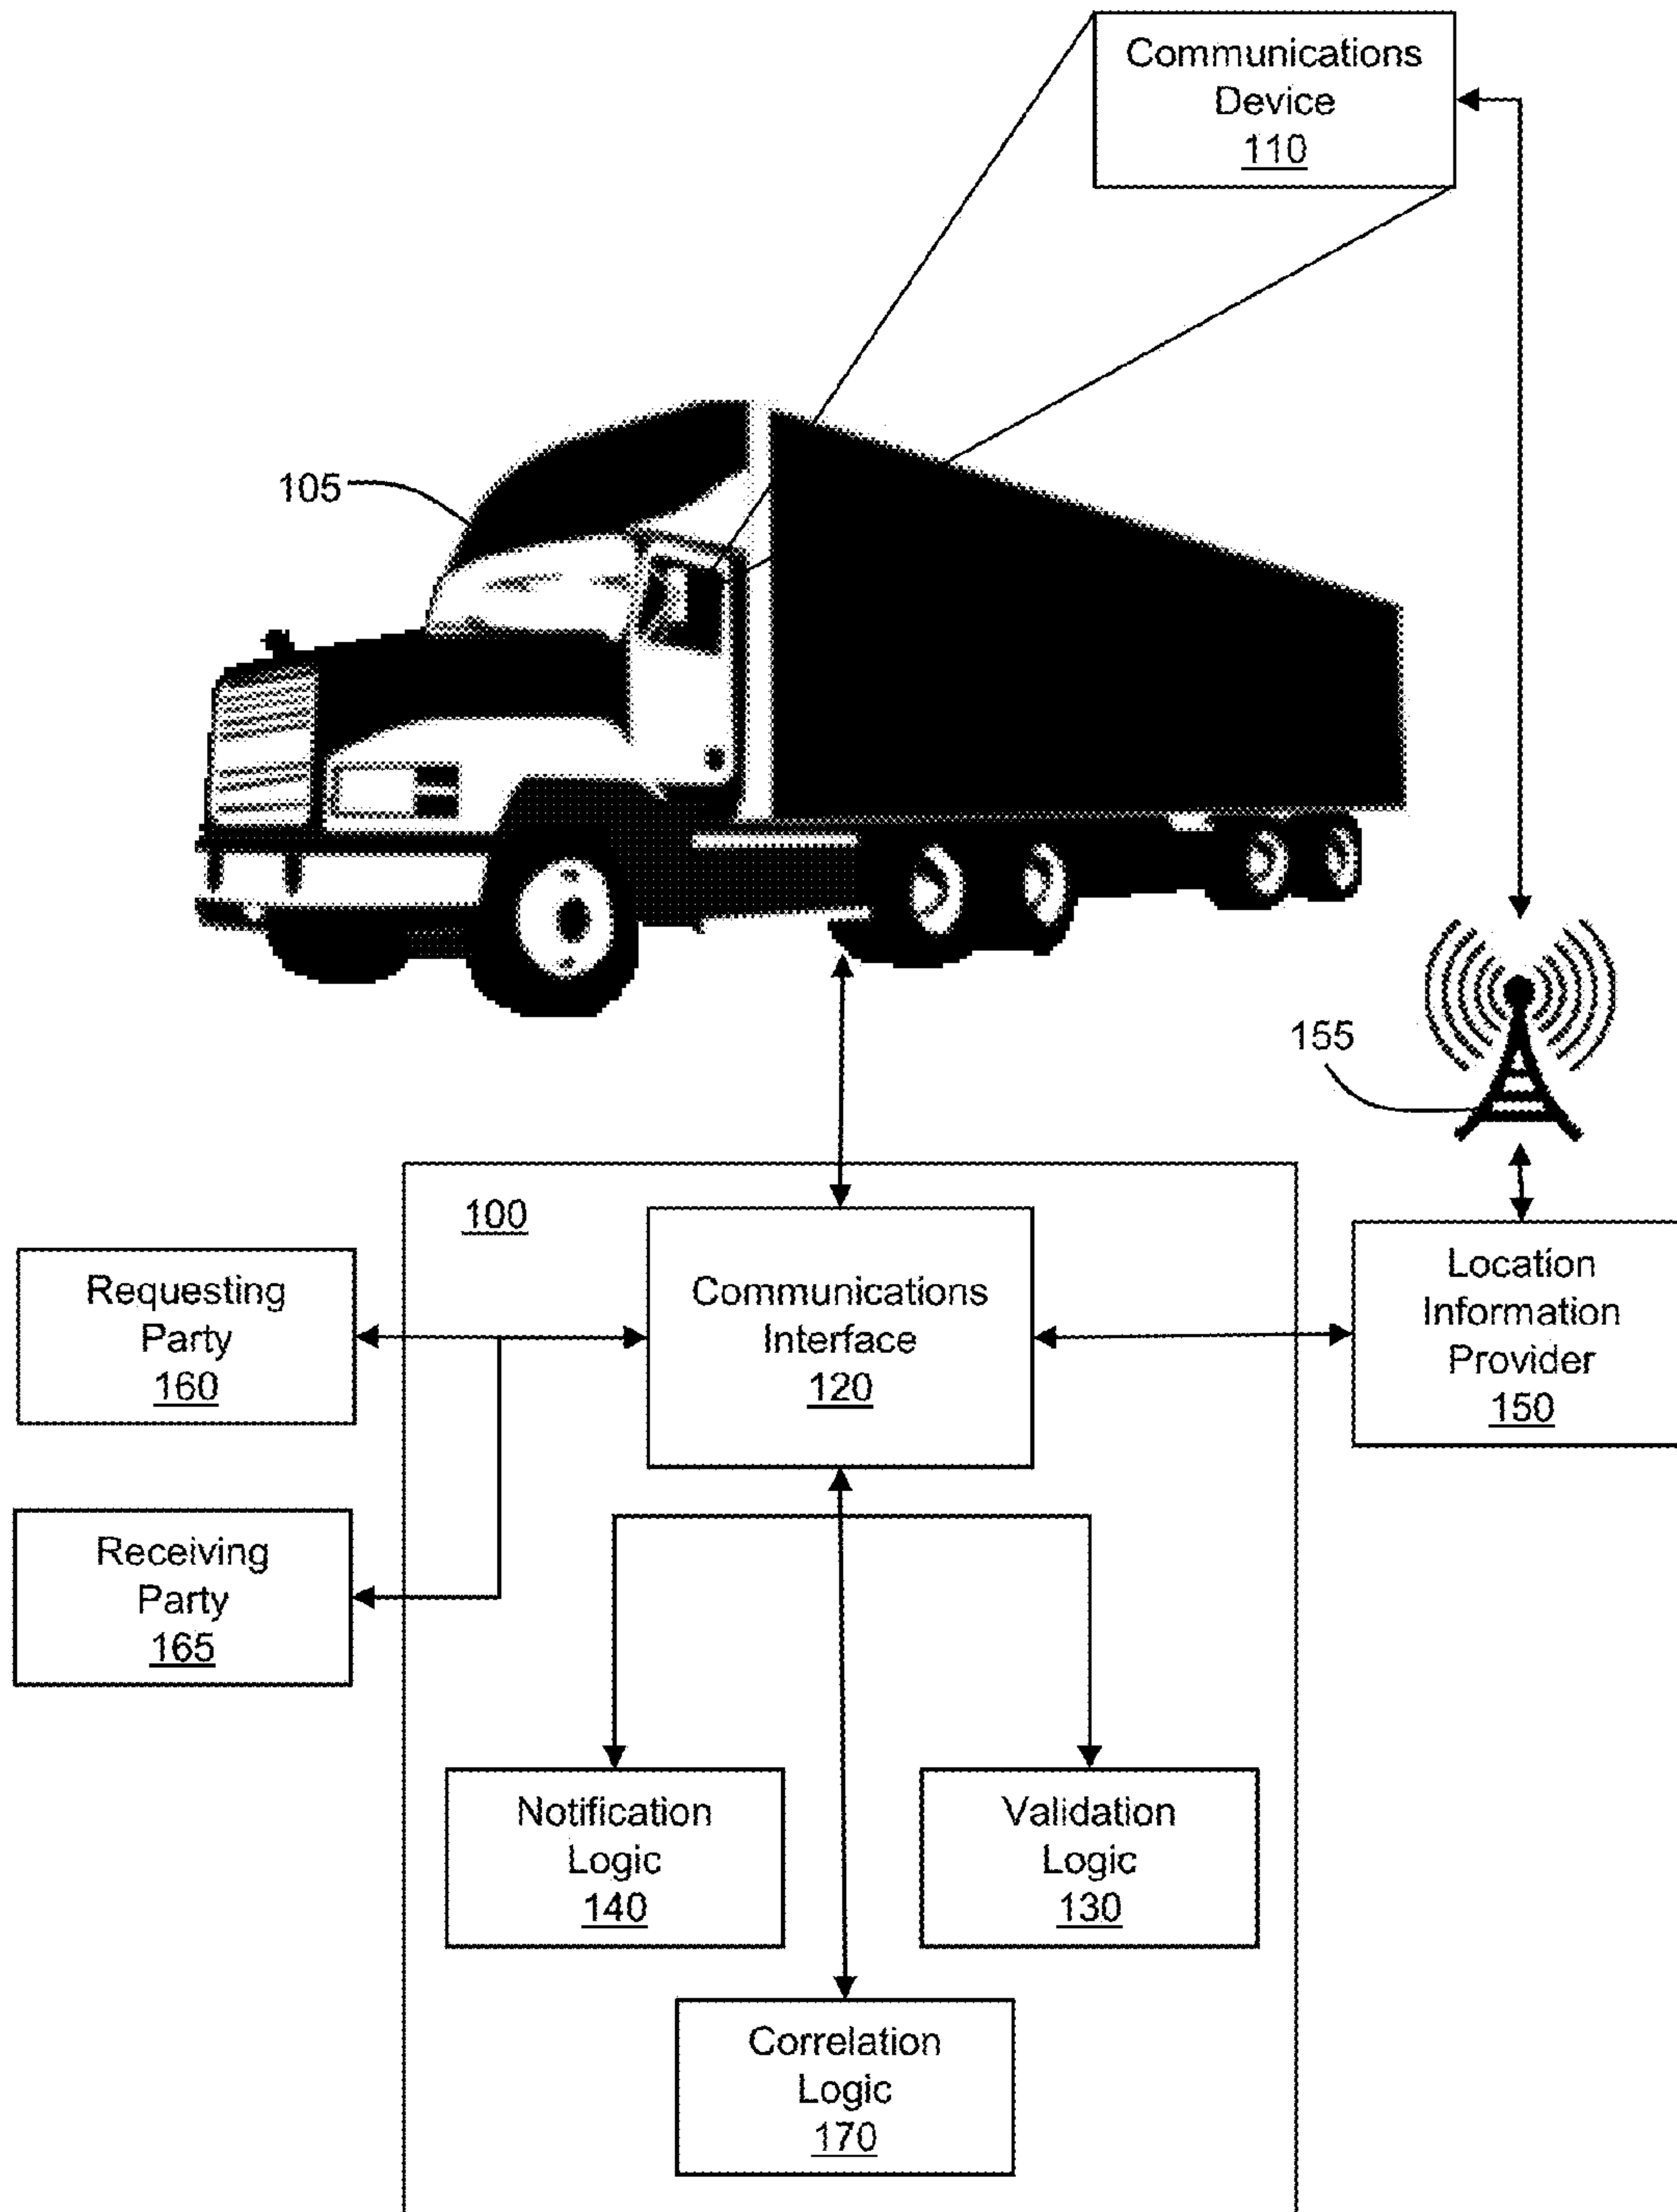 Communications
Device
110
105
155
100
Requesting
Party
160
Communications
Interface
120
Location
Information
Provider
150
Receiving
Party
165
Notification
Logic
140
Validation
Logic
130
Correlation
Logic
170